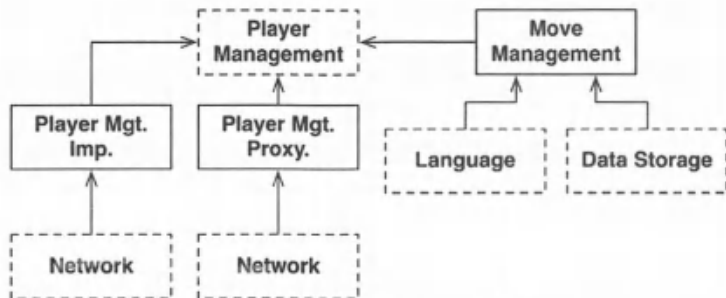 Player
Management
Move
Management
Player Mgt.
Imp.
Player Mgt.
Proxy.
Language
Data Storage
Network
Network